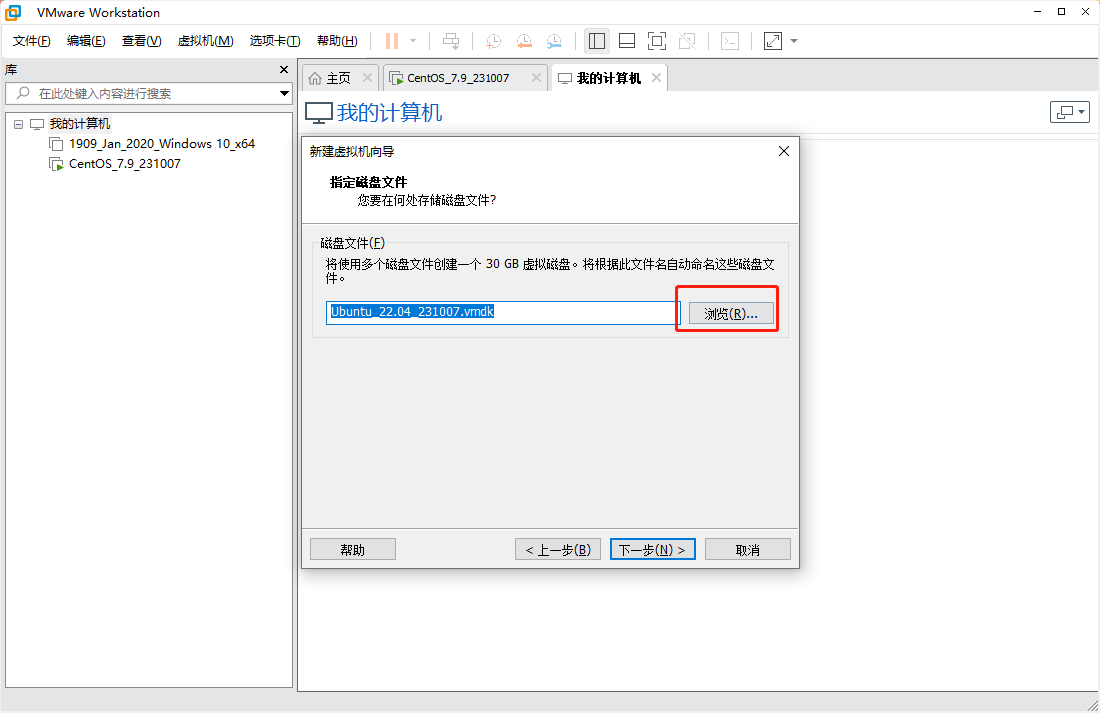 VMware Workstation
文件(F) 编辑(E) 查看(V) 虚拟机(M) 选项卡(T) 帮助(H)
库
在此处键入内容进行搜索
我的计算机
1909_Jan_2020_Windows 10_x64
CentOS_7.9_231007
主页 CentOS_7.9_231007 我的计算机
我的计算机
新建虚拟机向导
指定磁盘文件
您要在何处存储磁盘文件?
磁盘文件(F)
将使用多个磁盘文件创建一个 30 GB 虚拟磁盘。将根据此文件名自动命名这些磁盘文
件。
Ubuntu_22.04_231007.vmdk
浏览(R)...
帮助 < 上一步(B) 下一步(N) > 取消